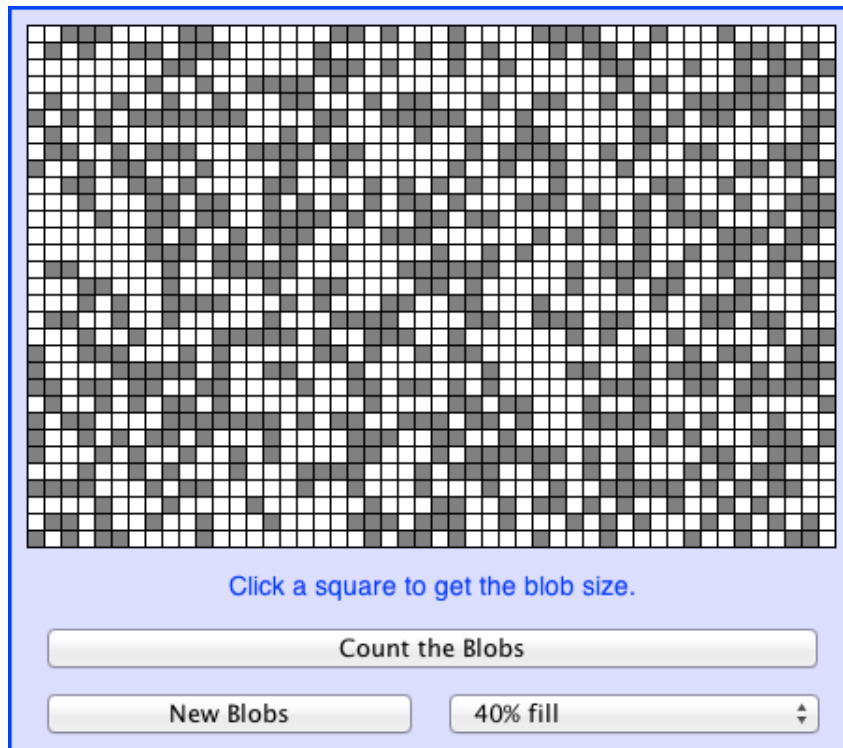 Click a square to get the blob size.
Count the Blobs
New Blobs
40% fill